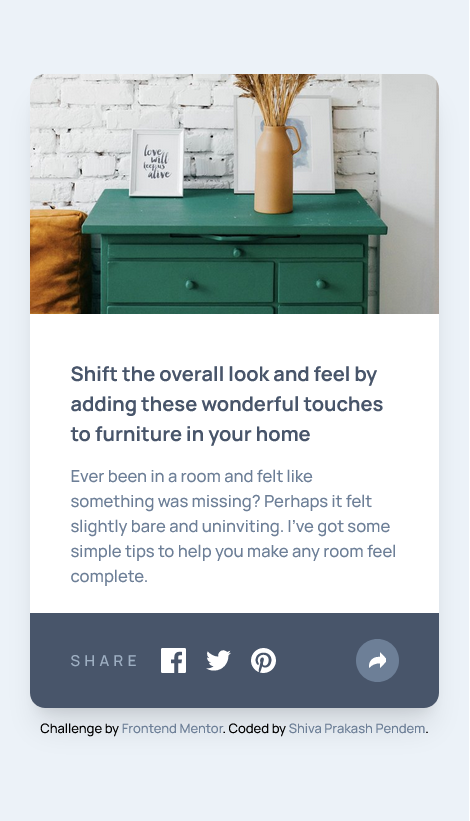 love
will
keep us
alive
Shift the overall look and feel by
adding these wonderful touches
to furniture in your home
Ever been in a room and felt like
something was missing? Perhaps it felt
slightly bare and uninviting. I’ve got some
simple tips to help you make any room feel
complete.
SHARE
Challenge by Frontend Mentor. Coded by Shiva Prakash Pendem.